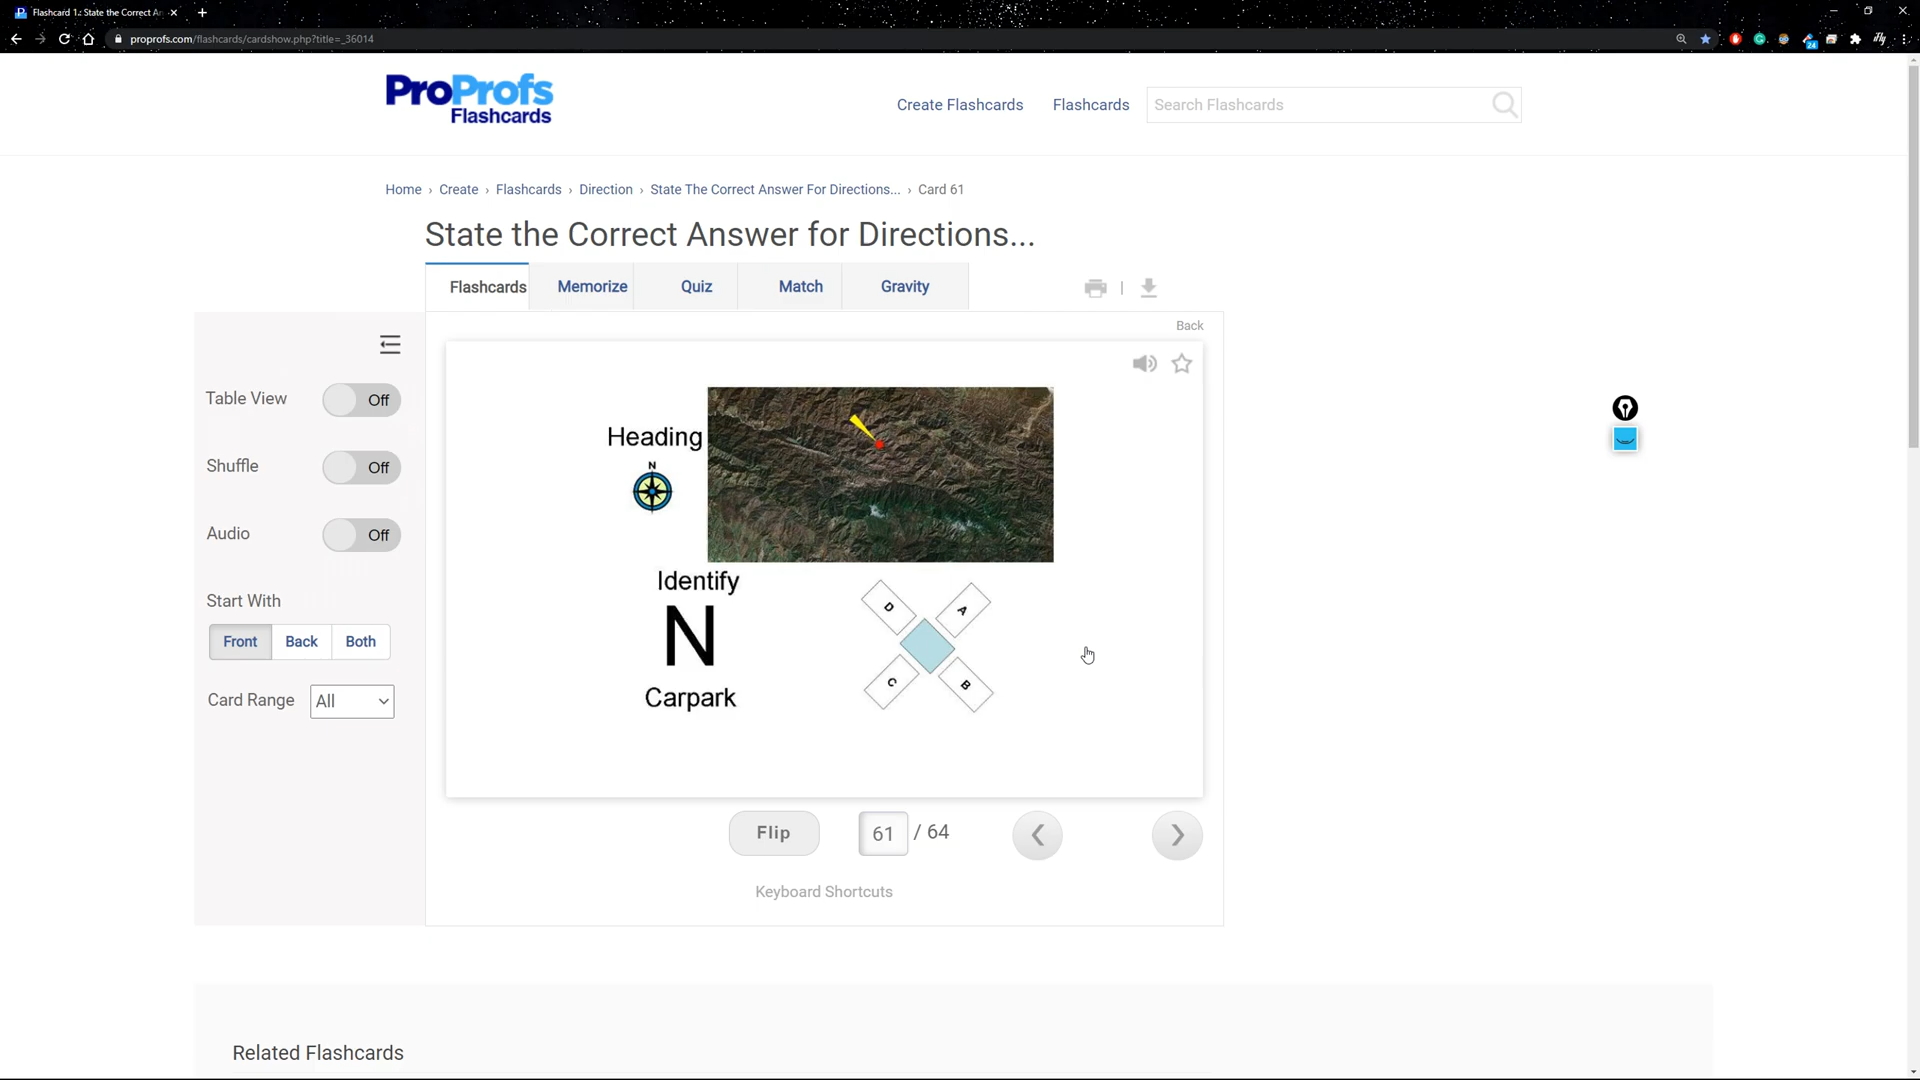 Flashcard 1.: State the Correct An
proprofs.com/flashcards/cardshow.php?title=_36014
24
ProProfs
Flashcards
Create Flashcards
Flashcards
Search Flashcards
Home › Create › Flashcards › Direction › State The Correct Answer For Directions... › Card 61
State the Correct Answer for Directions...
Flashcards
Memorize
Quiz
Match
Gravity
|
Back
Table View
Off
Shuffle
Off
Audio
Off
Start With
Front
Back
Both
Card Range
All
Heading
N
Identify
N
Carpark
D
A
C
B
Flip
61 / 64
Keyboard Shortcuts
Related Flashcards